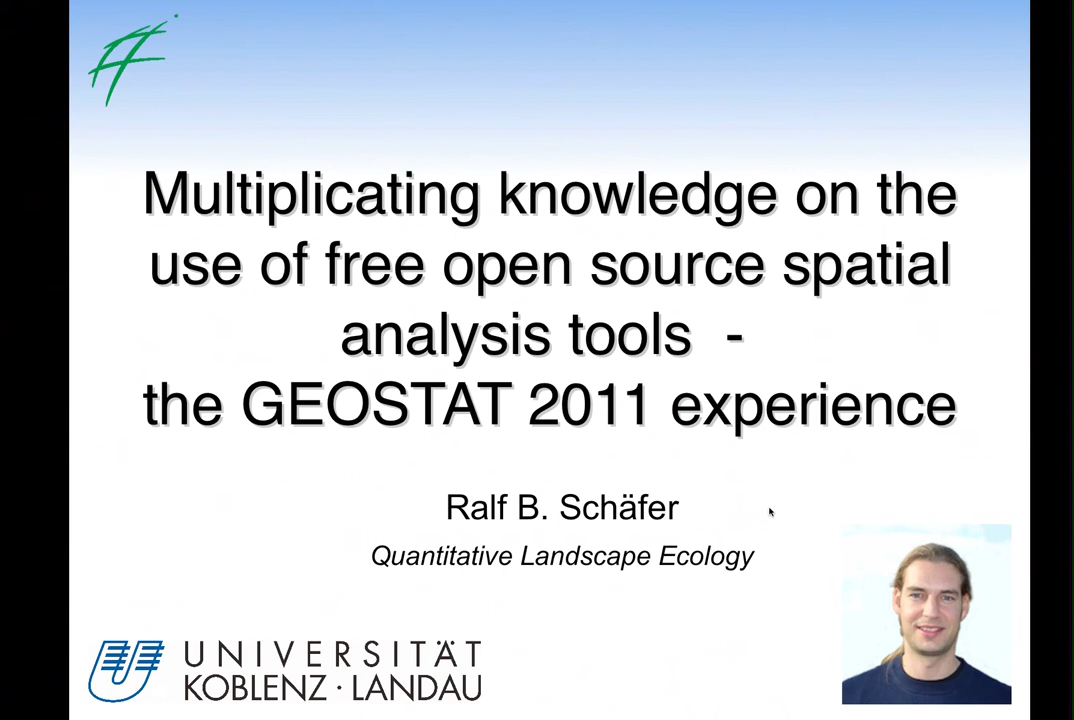 Multiplicating knowledge on the
use of free open source spatial
analysis tools -
the GEOSTAT 2011 experience
Ralf B. Schäfer
Quantitative Landscape Ecology
UNIVERSITÄT
KOBLENZ · LANDAU